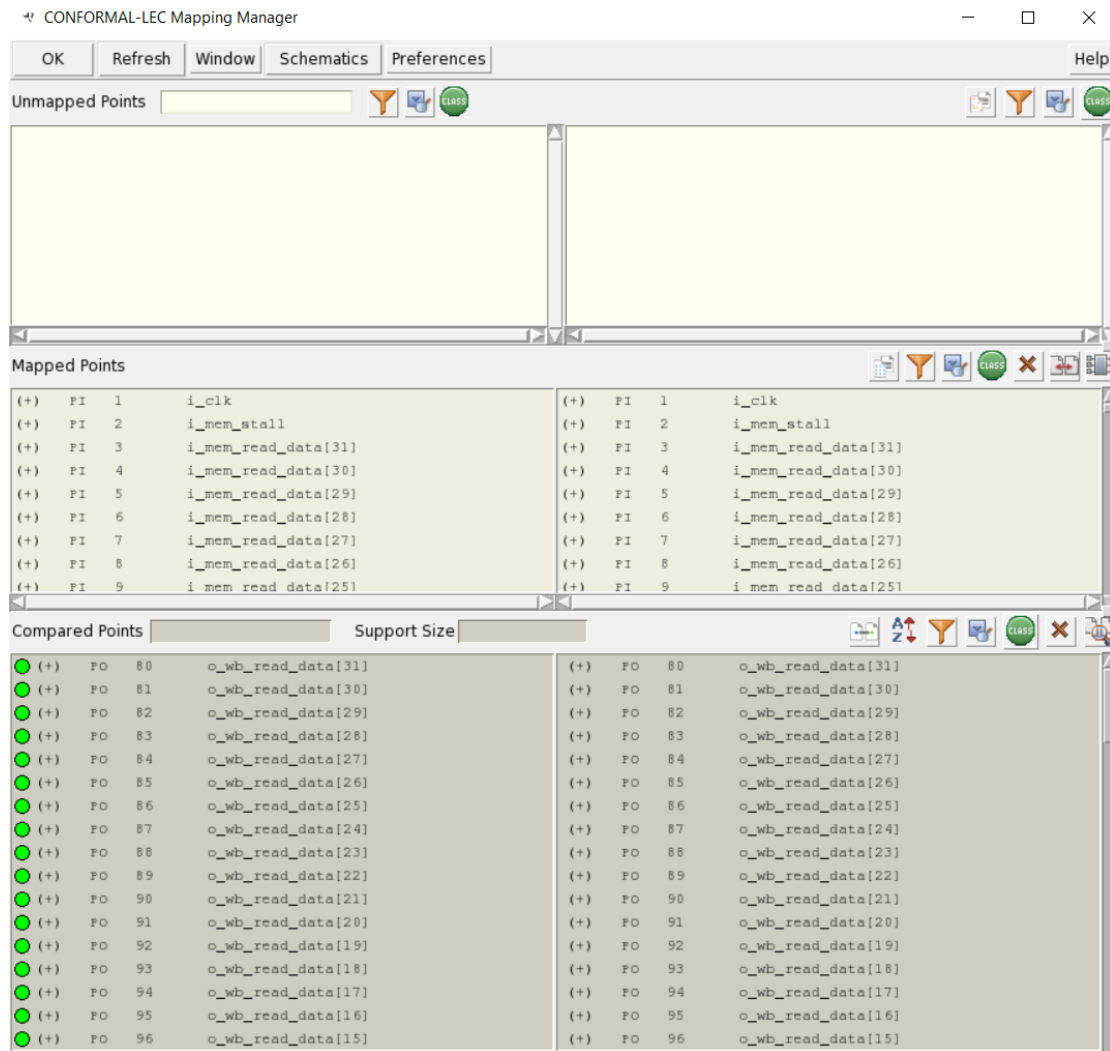 CONFORMAL-LEC Mapping Manager
OK Refresh Window Schematics Preferences Help
Unmapped Points CLASS CLASS
Mapped Points CLASS
(+) PI 1 i_clk (+) PI 1 i_clk
(+) PI 2 i_mem_stall (+) PI 2 i_mem_stall
(+) PI 3 i_mem_read_data[31] (+) PI 3 i_mem_read_data[31]
(+) PI 4 i_mem_read_data[30] (+) PI 4 i_mem_read_data[30]
(+) PI 5 i_mem_read_data[29] (+) PI 5 i_mem_read_data[29]
(+) PI 6 i_mem_read_data[28] (+) PI 6 i_mem_read_data[28]
(+) PI 7 i_mem_read_data[27] (+) PI 7 i_mem_read_data[27]
(+) PI 8 i_mem_read_data[26] (+) PI 8 i_mem_read_data[26]
(+) PI 9 i_mem_read_data[25] (+) PI 9 i_mem_read_data[25]
Compared Points Support Size A Z CLASS
(+) PO 80 o_wb_read_data[31] (+) PO 80 o_wb_read_data[31]
(+) PO 81 o_wb_read_data[30] (+) PO 81 o_wb_read_data[30]
(+) PO 82 o_wb_read_data[29] (+) PO 82 o_wb_read_data[29]
(+) PO 83 o_wb_read_data[28] (+) PO 83 o_wb_read_data[28]
(+) PO 84 o_wb_read_data[27] (+) PO 84 o_wb_read_data[27]
(+) PO 85 o_wb_read_data[26] (+) PO 85 o_wb_read_data[26]
(+) PO 86 o_wb_read_data[25] (+) PO 86 o_wb_read_data[25]
(+) PO 87 o_wb_read_data[24] (+) PO 87 o_wb_read_data[24]
(+) PO 88 o_wb_read_data[23] (+) PO 88 o_wb_read_data[23]
(+) PO 89 o_wb_read_data[22] (+) PO 89 o_wb_read_data[22]
(+) PO 90 o_wb_read_data[21] (+) PO 90 o_wb_read_data[21]
(+) PO 91 o_wb_read_data[20] (+) PO 91 o_wb_read_data[20]
(+) PO 92 o_wb_read_data[19] (+) PO 92 o_wb_read_data[19]
(+) PO 93 o_wb_read_data[18] (+) PO 93 o_wb_read_data[18]
(+) PO 94 o_wb_read_data[17] (+) PO 94 o_wb_read_data[17]
(+) PO 95 o_wb_read_data[16] (+) PO 95 o_wb_read_data[16]
(+) PO 96 o_wb_read_data[15] (+) PO 96 o_wb_read_data[15]